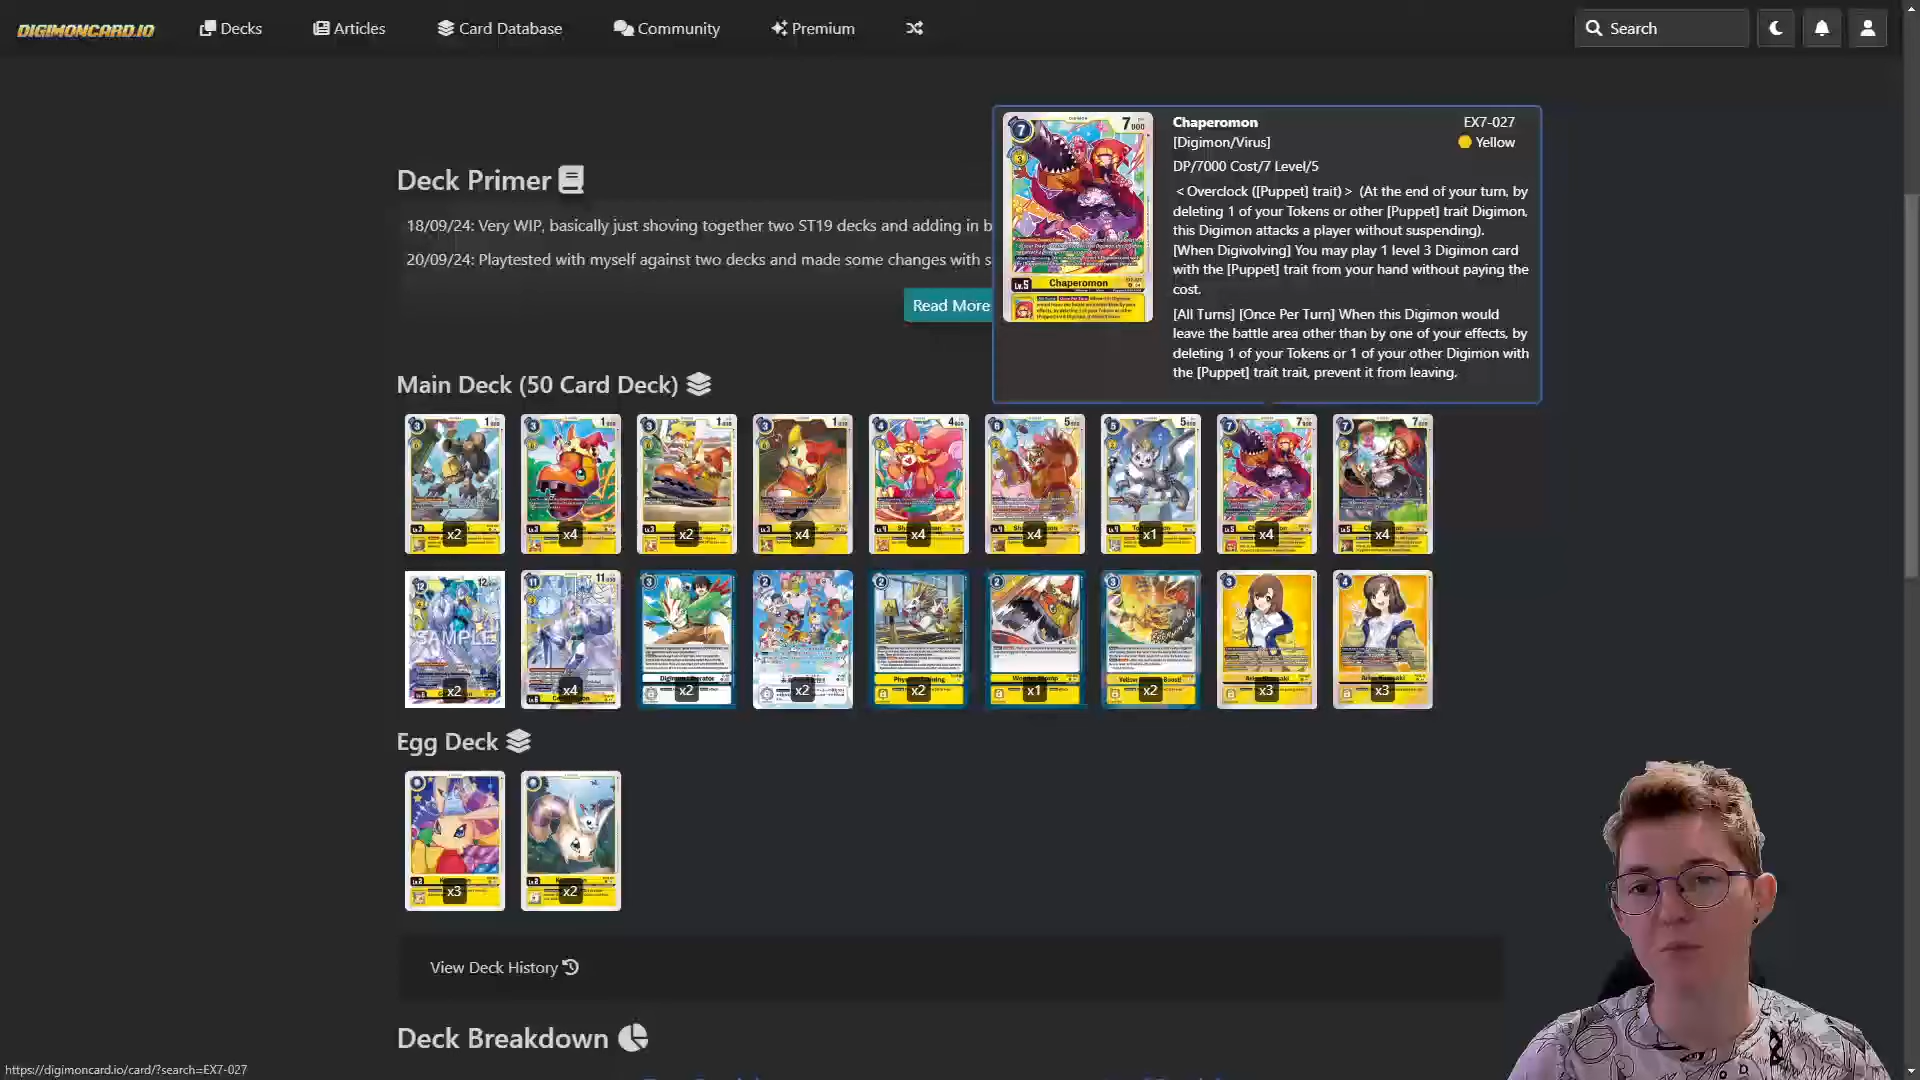 DIGIMONCARD.IO
Decks
Articles
Card Database
Community
Premium
Search
Deck Primer
18/09/24: Very WIP, basically just shoving together two ST19 decks and adding in b
20/09/24: Playtested with myself against two decks and made some changes with s
Read More
Chaperomon
EX7-027
[Digimon/Virus]
Yellow
DP/7000 Cost/7 Level/5
<Overclock ([Puppet] trait)> (At the end of your turn, by
deleting 1 of your Tokens or other [Puppet] trait Digimon,
this Digimon attacks a player without suspending).
[When Digivolving] You may play 1 level 3 Digimon card
with the [Puppet] trait from your hand without paying the
cost.
[All Turns] [Once Per Turn] When this Digimon would
leave the battle area other than by one of your effects, by
deleting 1 of your Tokens or 1 of your other Digimon with
the [Puppet] trait trait, prevent it from leaving.
7
7000
Lv.5
Chaperomon
Main Deck (50 Card Deck)
x2
x4
x2
x4
x4
x4
x1
x4
x4
SAMPLE
x2
x4
x2
x2
x2
x1
x2
x3
x3
Egg Deck
x3
x2
View Deck History
Deck Breakdown
https://digimoncard.io/card/?search=EX7-027